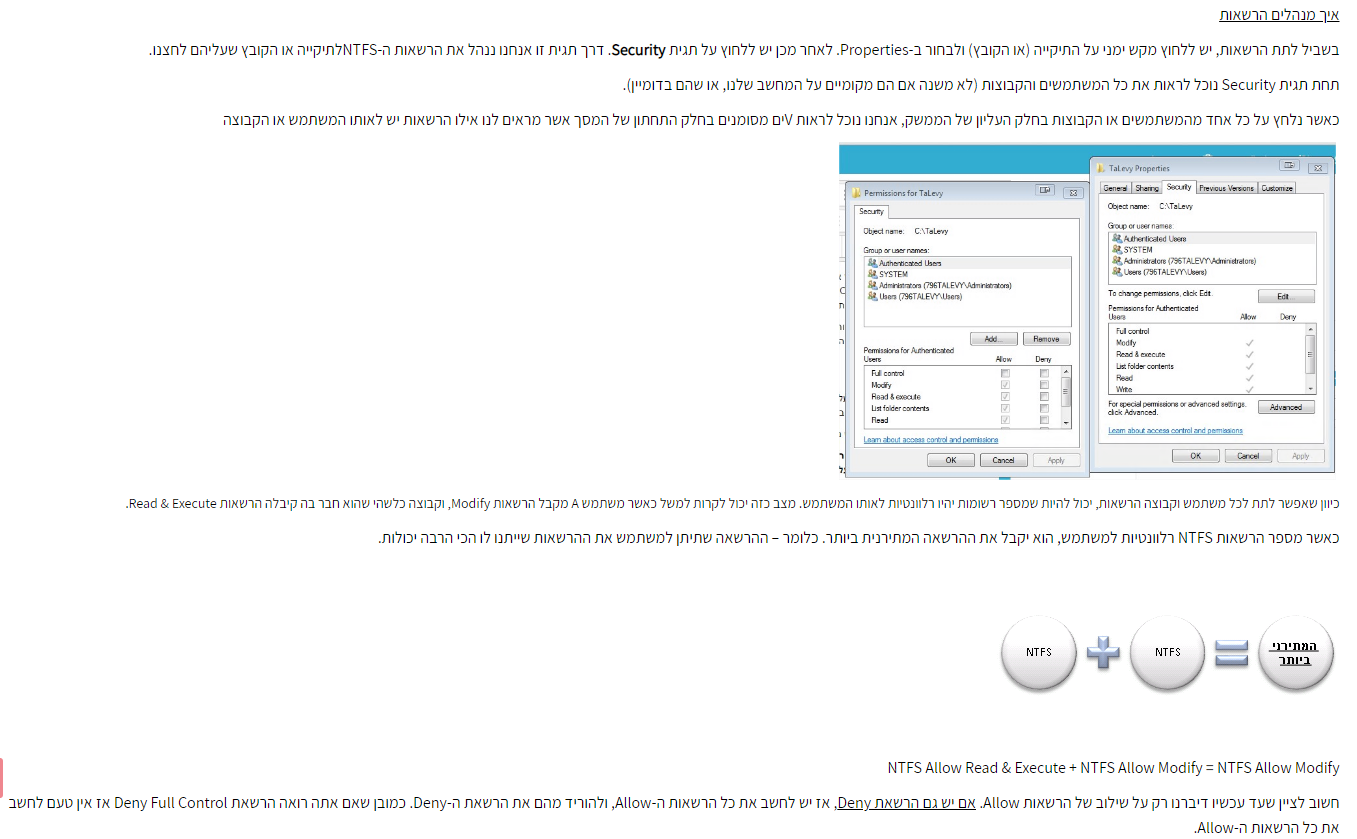 איך מנהלים הרשאות
בשביל לתת הרשאות, יש ללחוץ מקש ימני על התיקייה (או הקובץ) ולבחור ב-Properties. לאחר מכן יש ללחוץ על תגית Security. דרך תגית זו אנחנו ננהל את הרשאות ה-NTFSלתיקייה או הקובץ שעליהם לחצנו.
תחת תגית Security נוכל לראות את כל המשתמשים והקבוצות (לא משנה אם הם מקומיים על המחשב שלנו, או שהם בדומיין).
כאשר נלחץ על כל אחד מהמשתמשים או הקבוצות בחלק העליון של הממשק, אנחנו נוכל לראות Vים מסומנים בחלק התחתון של המסך אשר מראים לנו אילו הרשאות יש לאותו המשתמש או הקבוצה
TaLevy Properties
General Sharing Security Previous Versions Customize
Object name: C:\TaLevy
Group or user names:
Authenticated Users
SYSTEM
Administrators (796TALEVY\Administrators)
Users (796TALEVY\Users)
To change permissions, click Edit.
Edit...
Permissions for Authenticated
Users Allow Deny
Full control
Modify
Read & execute
List folder contents
Read
Write
For special permissions or advanced settings,
click Advanced.
Advanced
Learn about access control and permissions
OK Cancel Apply
Permissions for TaLevy
Security
Object name: C:\TaLevy
Group or user names:
Authenticated Users
SYSTEM
Administrators (796TALEVY\Administrators)
Users (796TALEVY\Users)
Add... Remove
Permissions for Authenticated
Users Allow Deny
Full control
Modify
Read & execute
List folder contents
Read
Learn about access control and permissions
OK Cancel Apply
כיוון שאפשר לתת לכל משתמש וקבוצה הרשאות, יכול להיות שמספר רשומות יהיו רלוונטיות לאותו המשתמש. מצב כזה יכול לקרות למשל כאשר משתמש A מקבל הרשאות Modify, וקבוצה כלשהי שהוא חבר בה קיבלה הרשאות Read & Execute.
כאשר מספר הרשאות NTFS רלוונטיות למשתמש, הוא יקבל את ההרשאה המתירנית ביותר. כלומר – ההרשאה שתיתן למשתמש את ההרשאות שייתנו לו הכי הרבה יכולות.
NTFS + NTFS = המתירני
ביותר
NTFS Allow Read & Execute + NTFS Allow Modify = NTFS Allow Modify
חשוב לציין שעד עכשיו דיברנו רק על שילוב של הרשאות Allow. אם יש גם הרשאת Deny, אז יש לחשב את כל הרשאות ה-Allow, ולהוריד מהם את הרשאת ה-Deny. כמובן שאם אתה רואה הרשאת Deny Full Control אז אין טעם לחשב
את כל הרשאות ה-Allow.